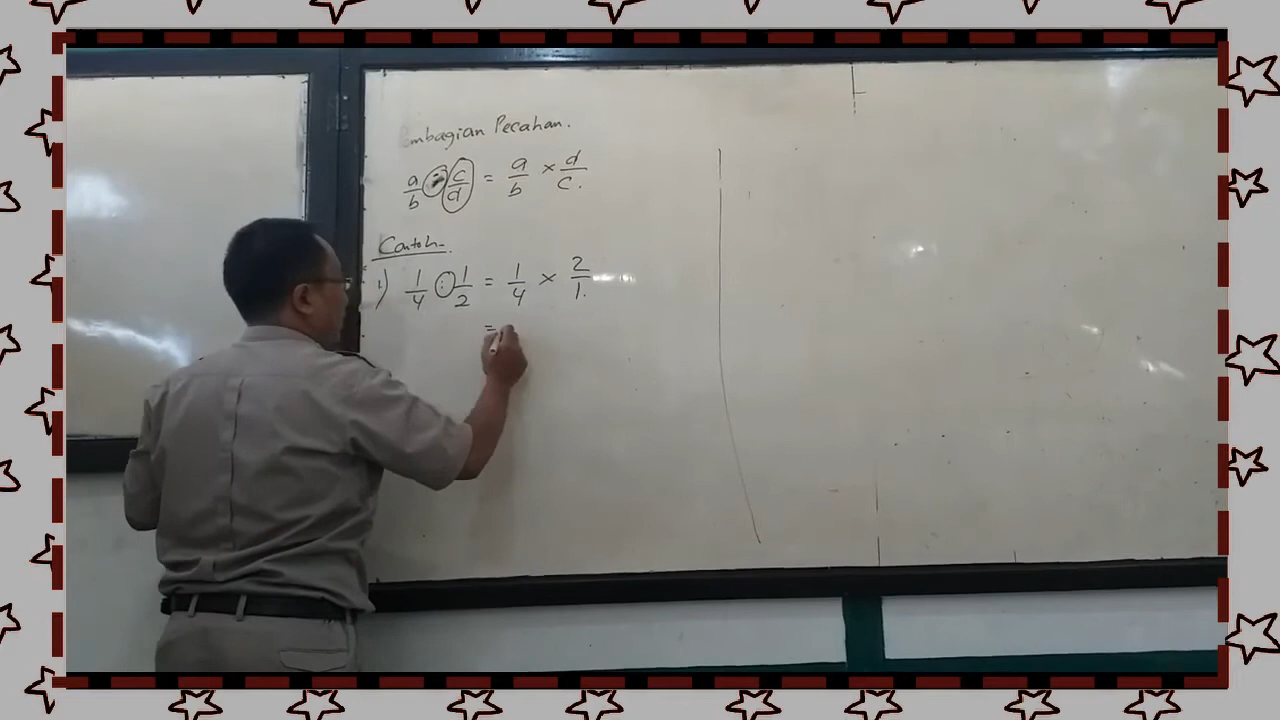 mbagian Pecahan.
a/b : c/d = a/b × d/c.
Contoh.
1) 1/4 : 1/2 = 1/4 × 2/1.
=